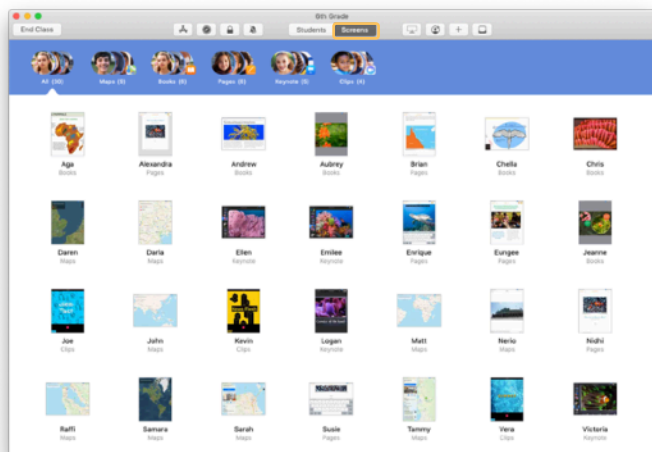 6th Grade
End Class
Students Screens
All (30) Maps (9) Books (6) Pages (6) Keynote (5) Clips (4)
Aga Alexandra Andrew Aubrey Brian Chella Chris
Books Pages Books Books Pages Books Books
Daren Darla Ellen Emilee Enrique Eungee Jeanne
Maps Maps Keynote Keynote Pages Pages Books
Joe John Kevin Logan Matt Nerio Nidhi
Clips Maps Clips Keynote Maps Maps Pages
Raffi Samara Sarah Susie Tammy Vera Victoria
Maps Maps Maps Pages Maps Clips Keynote